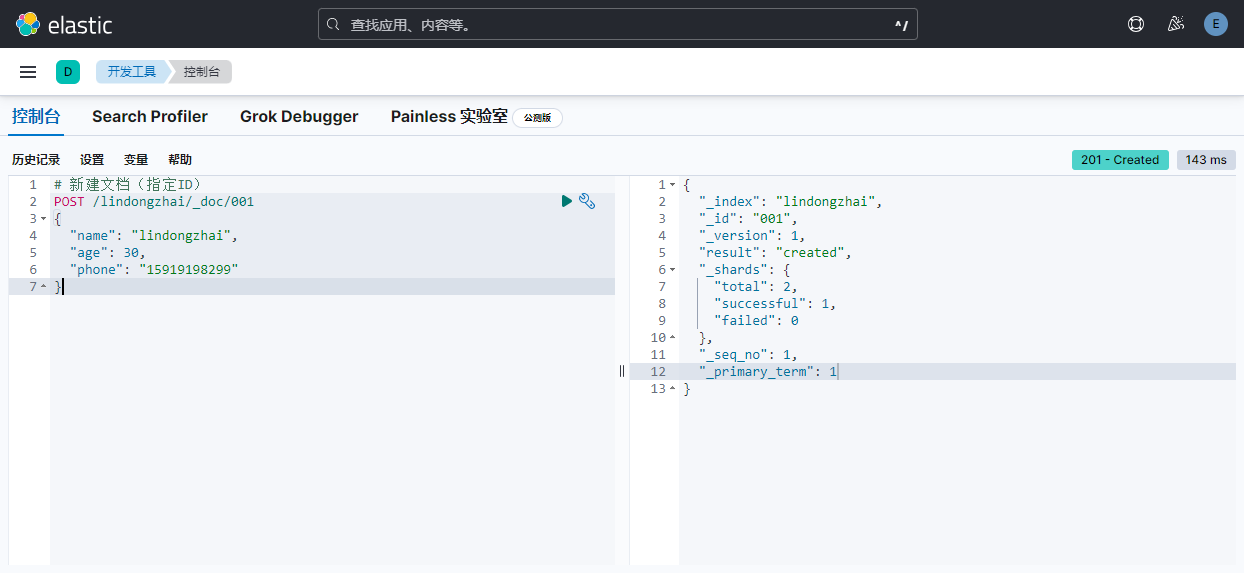 elastic
查找应用、内容等。
^/
E
D
开发工具
控制台
控制台
Search Profiler
Grok Debugger
Painless 实验室
公测版
历史记录
设置
变量
帮助
201 - Created
143 ms
1 # 新建文档（指定ID）
2 POST /lindongzhai/_doc/001
3 {
4 "name": "lindongzhai",
5 "age": 30,
6 "phone": "15919198299"
7 }
1 {
2 "_index": "lindongzhai",
3 "_id": "001",
4 "_version": 1,
5 "result": "created",
6 "_shards": {
7 "total": 2,
8 "successful": 1,
9 "failed": 0
10 },
11 "_seq_no": 1,
12 "_primary_term": 1
13 }